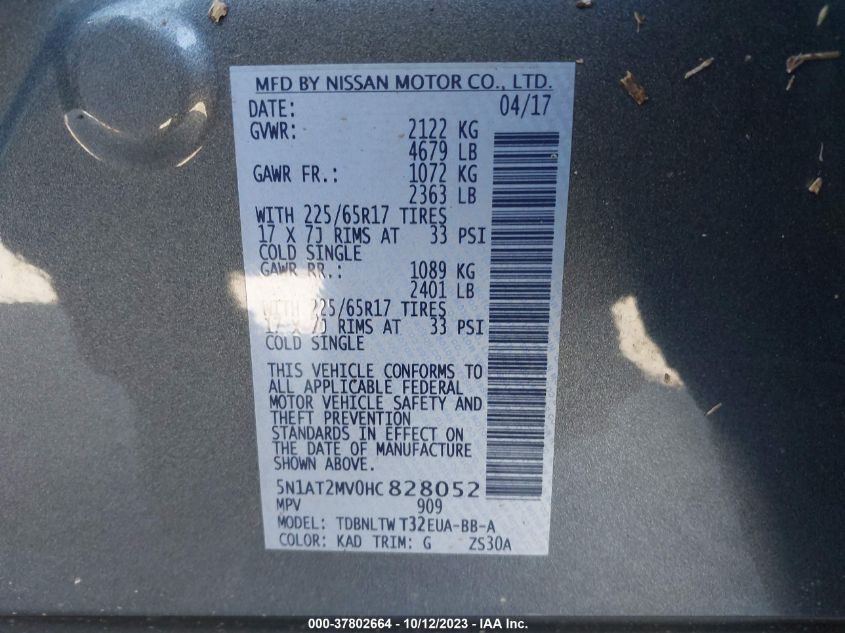 MFD BY NISSAN MOTOR CO., LTD.
DATE: 04/17
GVWR: 2122 KG
4679 LB
GAWR FR.: 1072 KG
2363 LB
WITH 225/65R17 TIRES
17 X 7J RIMS AT 33 PSI
COLD SINGLE
GAWR RR.: 1089 KG
2401 LB
WITH 225/65R17 TIRES
17 X 7J RIMS AT 33 PSI
COLD SINGLE
THIS VEHICLE CONFORMS TO
ALL APPLICABLE FEDERAL
MOTOR VEHICLE SAFETY AND
THEFT PREVENTION
STANDARDS IN EFFECT ON
THE DATE OF MANUFACTURE
SHOWN ABOVE.
5N1AT2MV0HC828052
MPV 909
MODEL: TDBNLTW T32EUA-BB-A
COLOR: KAD TRIM: G ZS30A
000-37802664 - 10/12/2023 - IAA Inc.